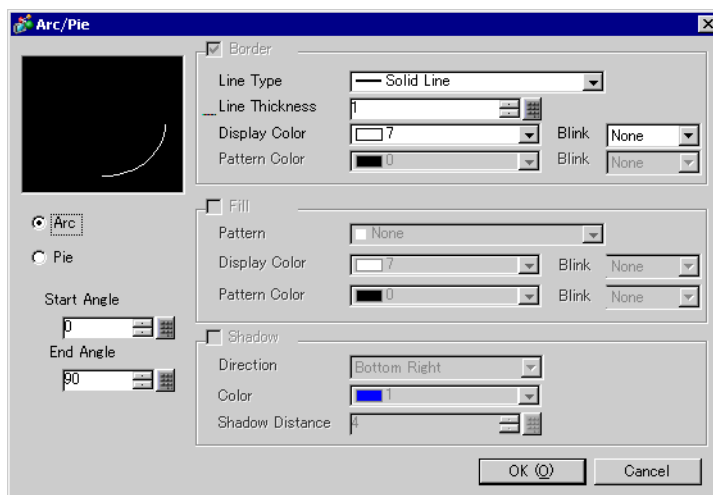 Arc/Pie
Border
Line Type
Solid Line
Line Thickness
1
Display Color
7
Blink
None
Pattern Color
0
Blink
None
Arc
Pie
Start Angle
0
End Angle
90
Fill
Pattern
None
Display Color
7
Blink
None
Pattern Color
0
Blink
None
Shadow
Direction
Bottom Right
Color
1
Shadow Distance
4
OK (O)
Cancel